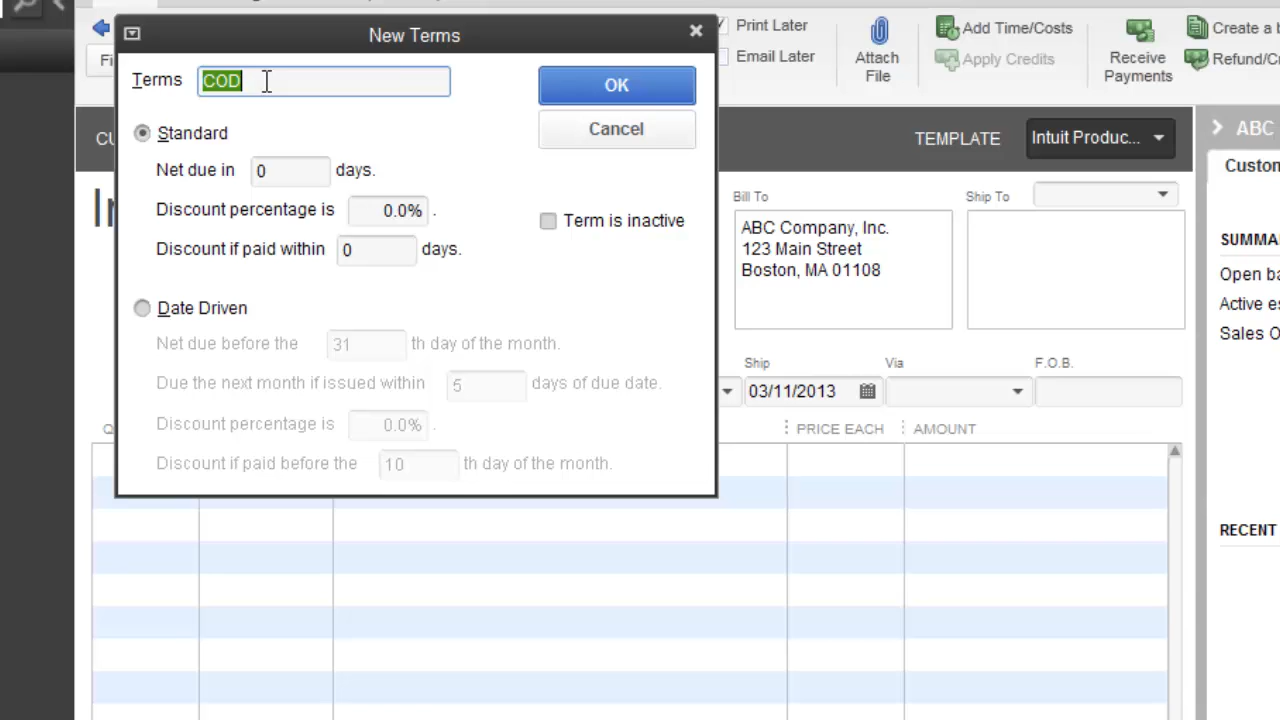 New Terms
Terms COD
OK
Cancel
Standard
Net due in 0 days.
Discount percentage is 0.0% .
Discount if paid within 0 days.
Term is inactive
Date Driven
Net due before the 31 th day of the month.
Due the next month if issued within 5 days of due date.
Discount percentage is 0.0% .
Discount if paid before the 10 th day of the month.
Print Later
Email Later
Attach
File
Add Time/Costs
Apply Credits
Receive
Payments
Create a
Refund/
TEMPLATE Intuit Produc...
ABC
Bill To
ABC Company, Inc.
123 Main Street
Boston, MA 01108
Ship To
Ship
03/11/2013
Via
F.O.B.
PRICE EACH
AMOUNT
Open
Active
RECENT